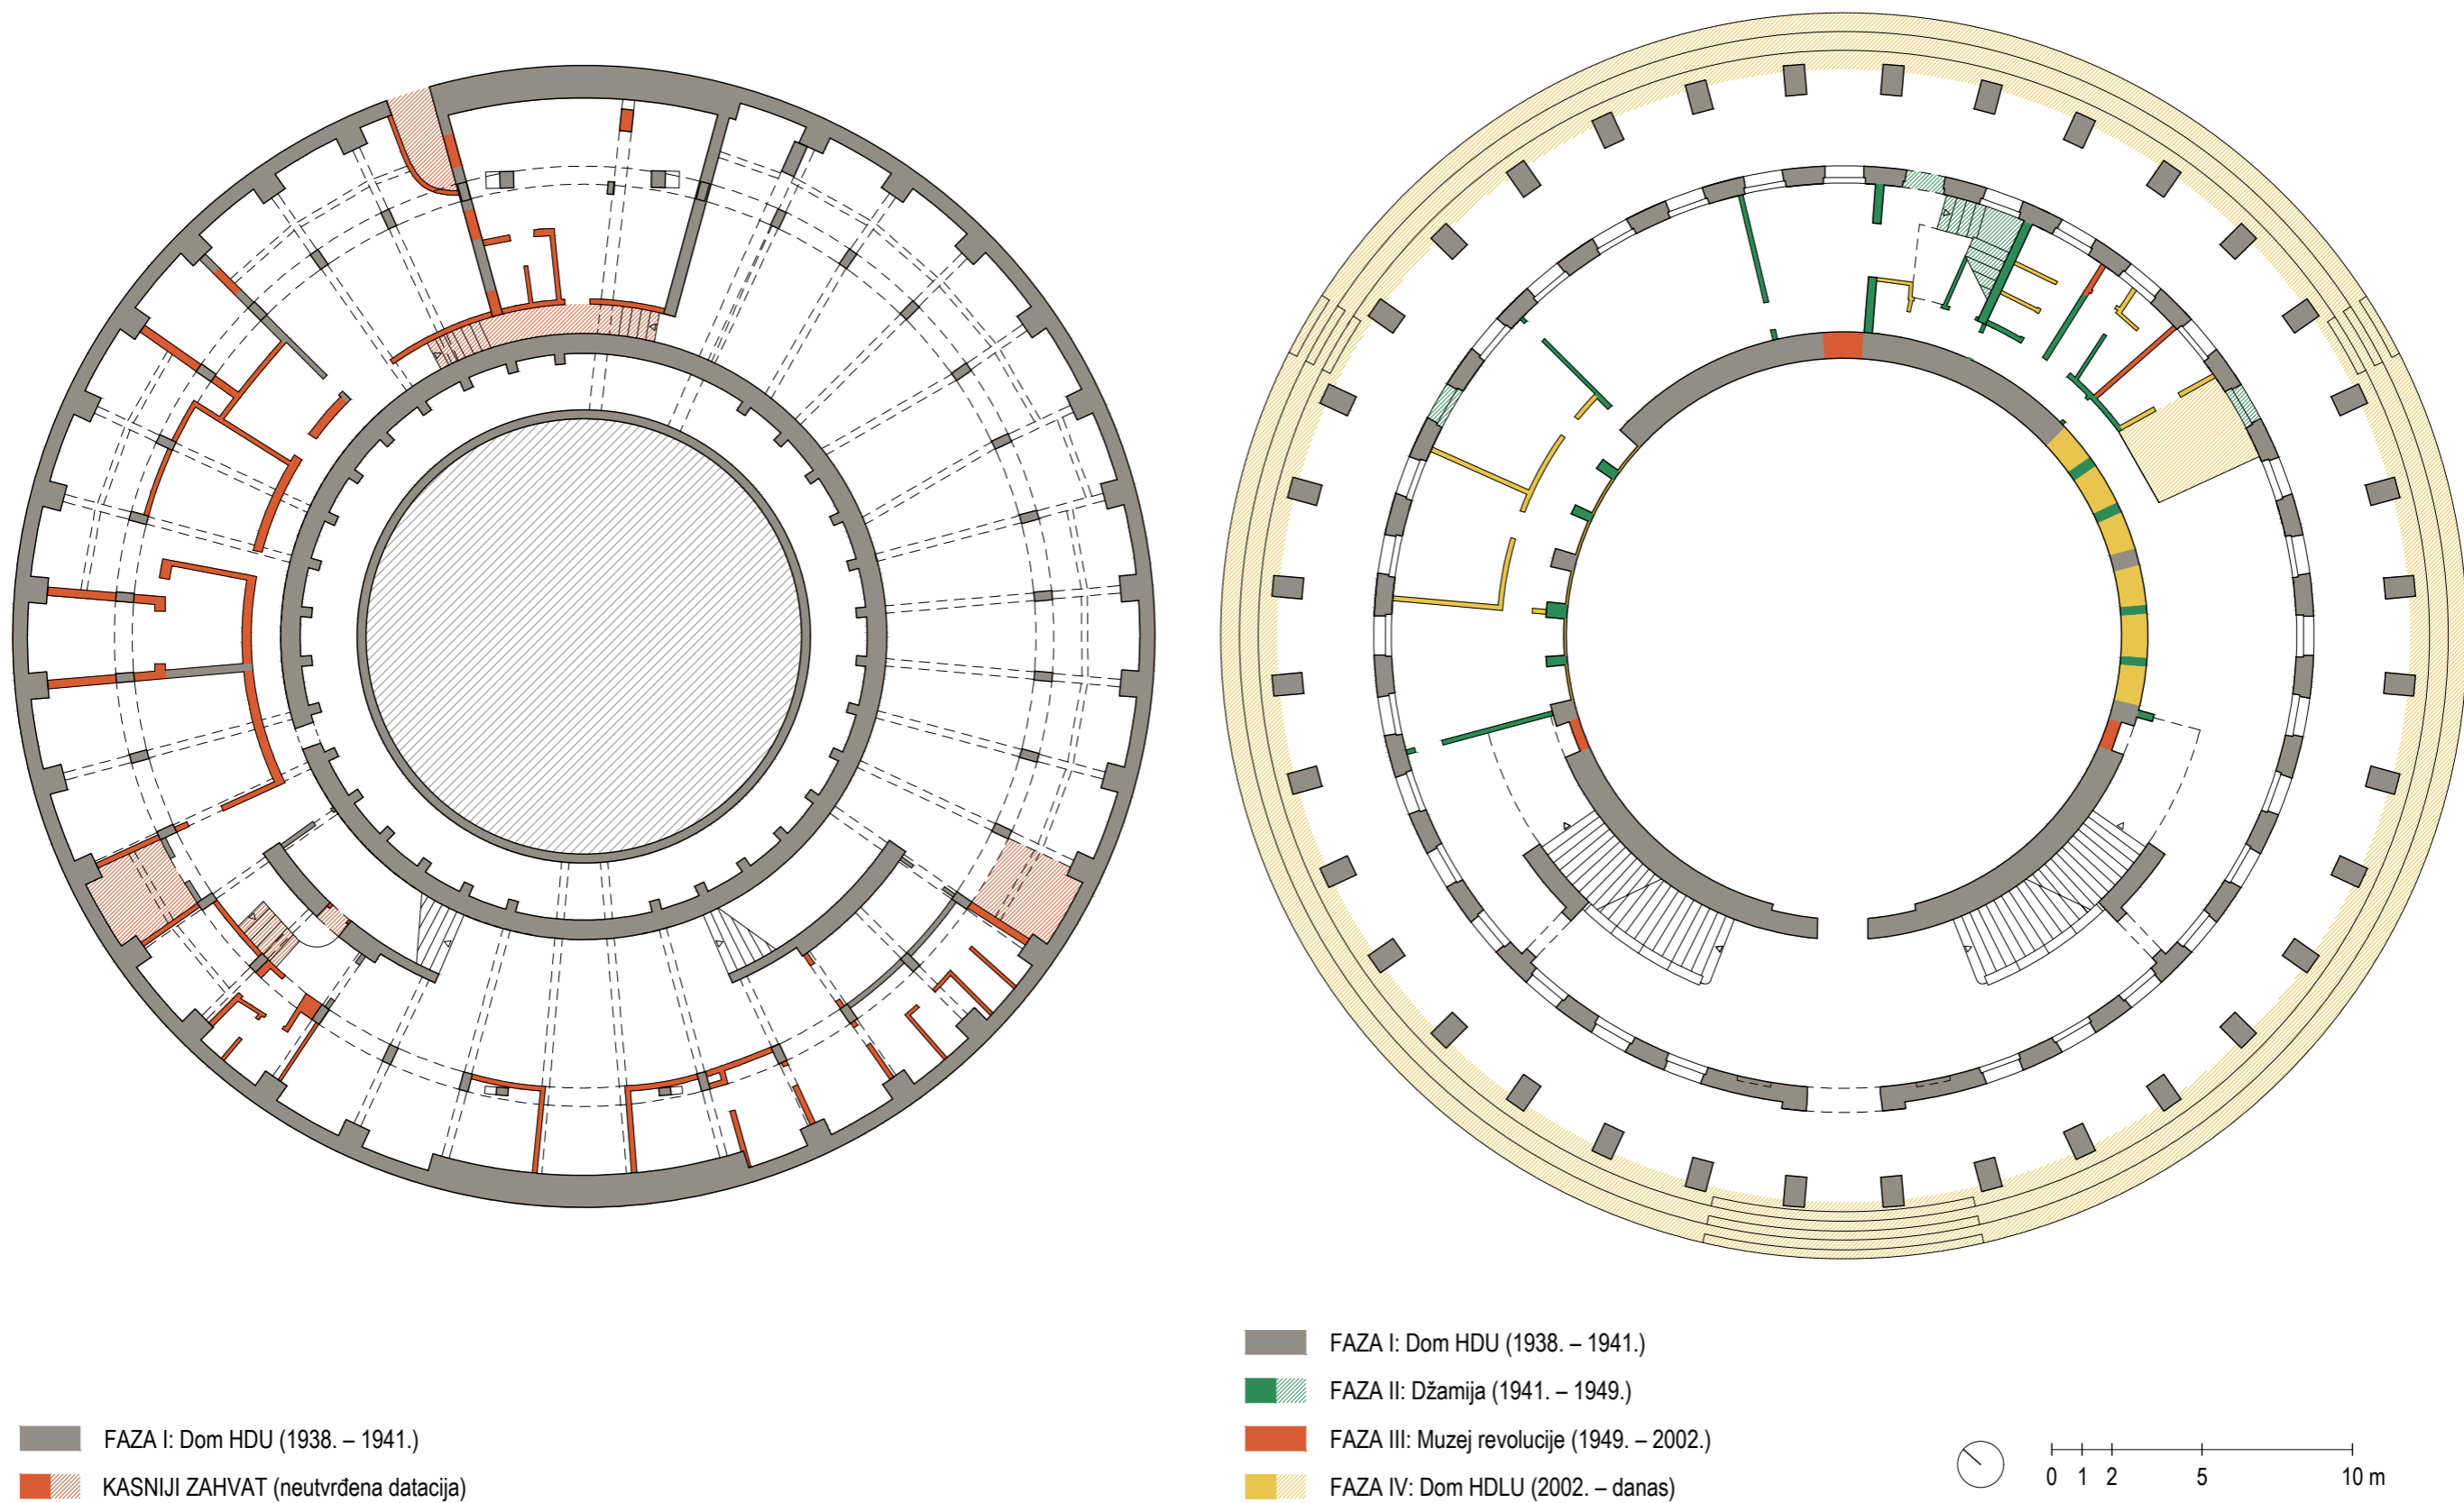 FAZA I: Dom HDU (1938. – 1941.)
KASNIJI ZAHVAT (neutvrđena datacija)
FAZA I: Dom HDU (1938. – 1941.)
FAZA II: Džamija (1941. – 1949.)
FAZA III: Muzej revolucije (1949. – 2002.)
FAZA IV: Dom HDLU (2002. – danas)
0 1 2 5 10 m